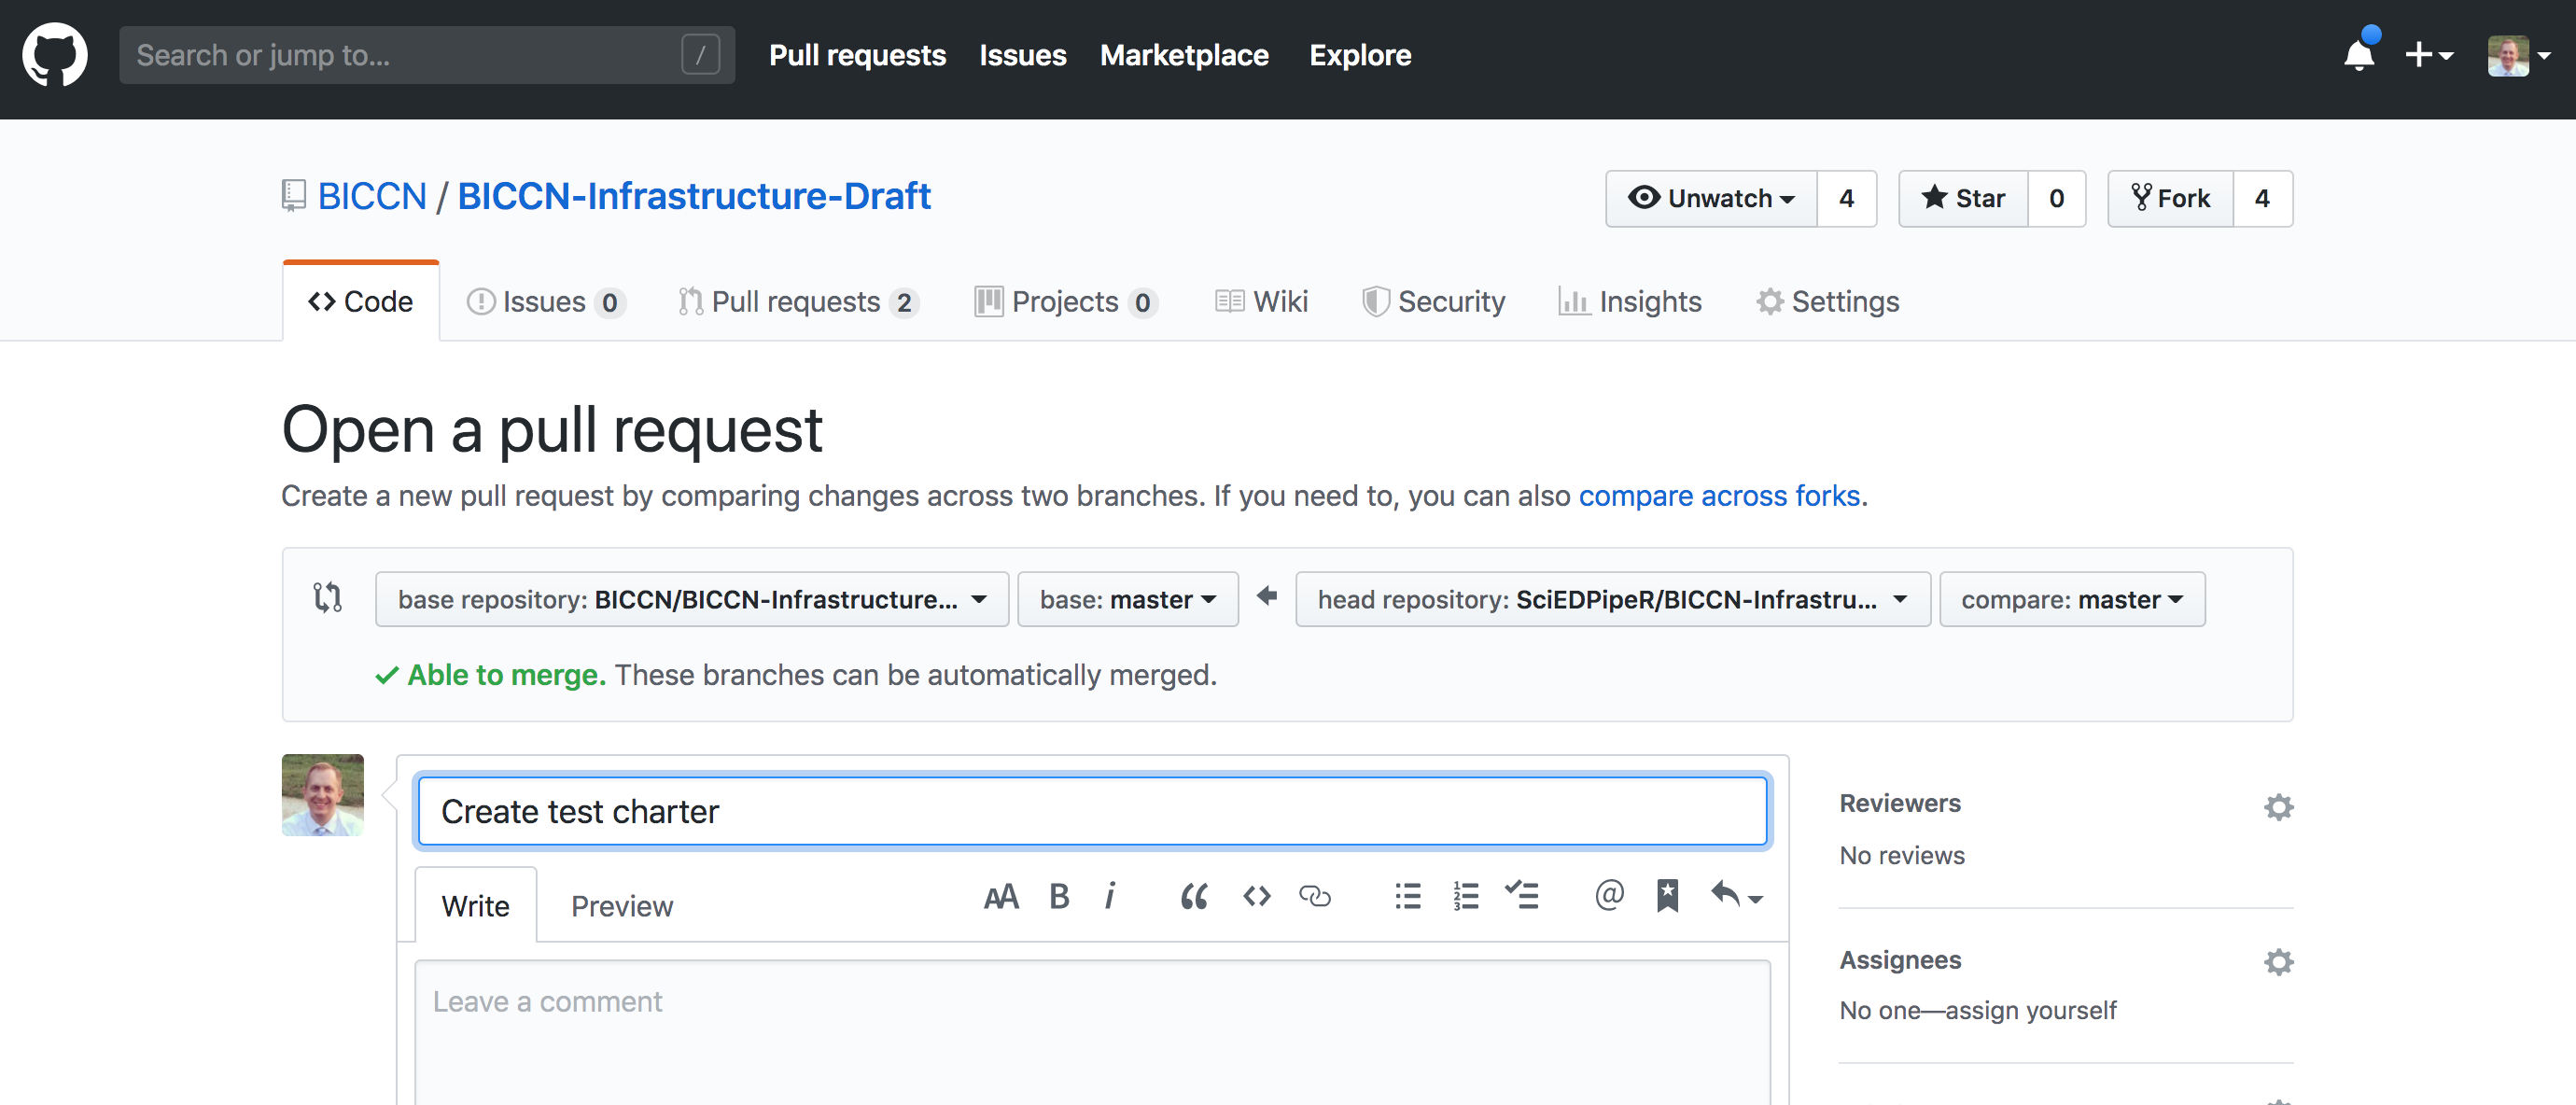 Search or jump to... / Pull requests Issues Marketplace Explore
BICCN / BICCN-Infrastructure-Draft Unwatch 4 Star 0 Fork 4
Code Issues 0 Pull requests 2 Projects 0 Wiki Security Insights Settings
Open a pull request
Create a new pull request by comparing changes across two branches. If you need to, you can also compare across forks.
base repository: BICCN/BICCN-Infrastructure... base: master head repository: SciEDPipeR/BICCN-Infrastru... compare: master
Able to merge. These branches can be automatically merged.
Create test charter
Reviewers
No reviews
Write Preview AA B i “ <> @
Leave a comment
Assignees
No one—assign yourself